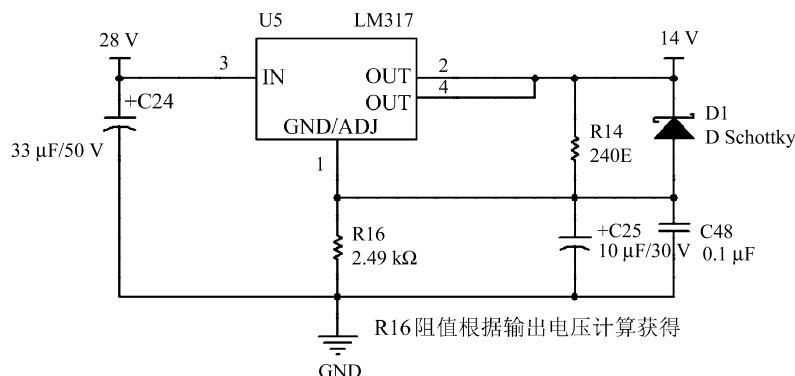 U5
LM317
28 V
14 V
3
IN
OUT
2
OUT
4
GND/ADJ
1
+C24
33 µF/50 V
R14
240E
D1
D Schottky
R16
2.49 kΩ
+C25
10 µF/30 V
C48
0.1 µF
R16阻值根据输出电压计算获得
GND